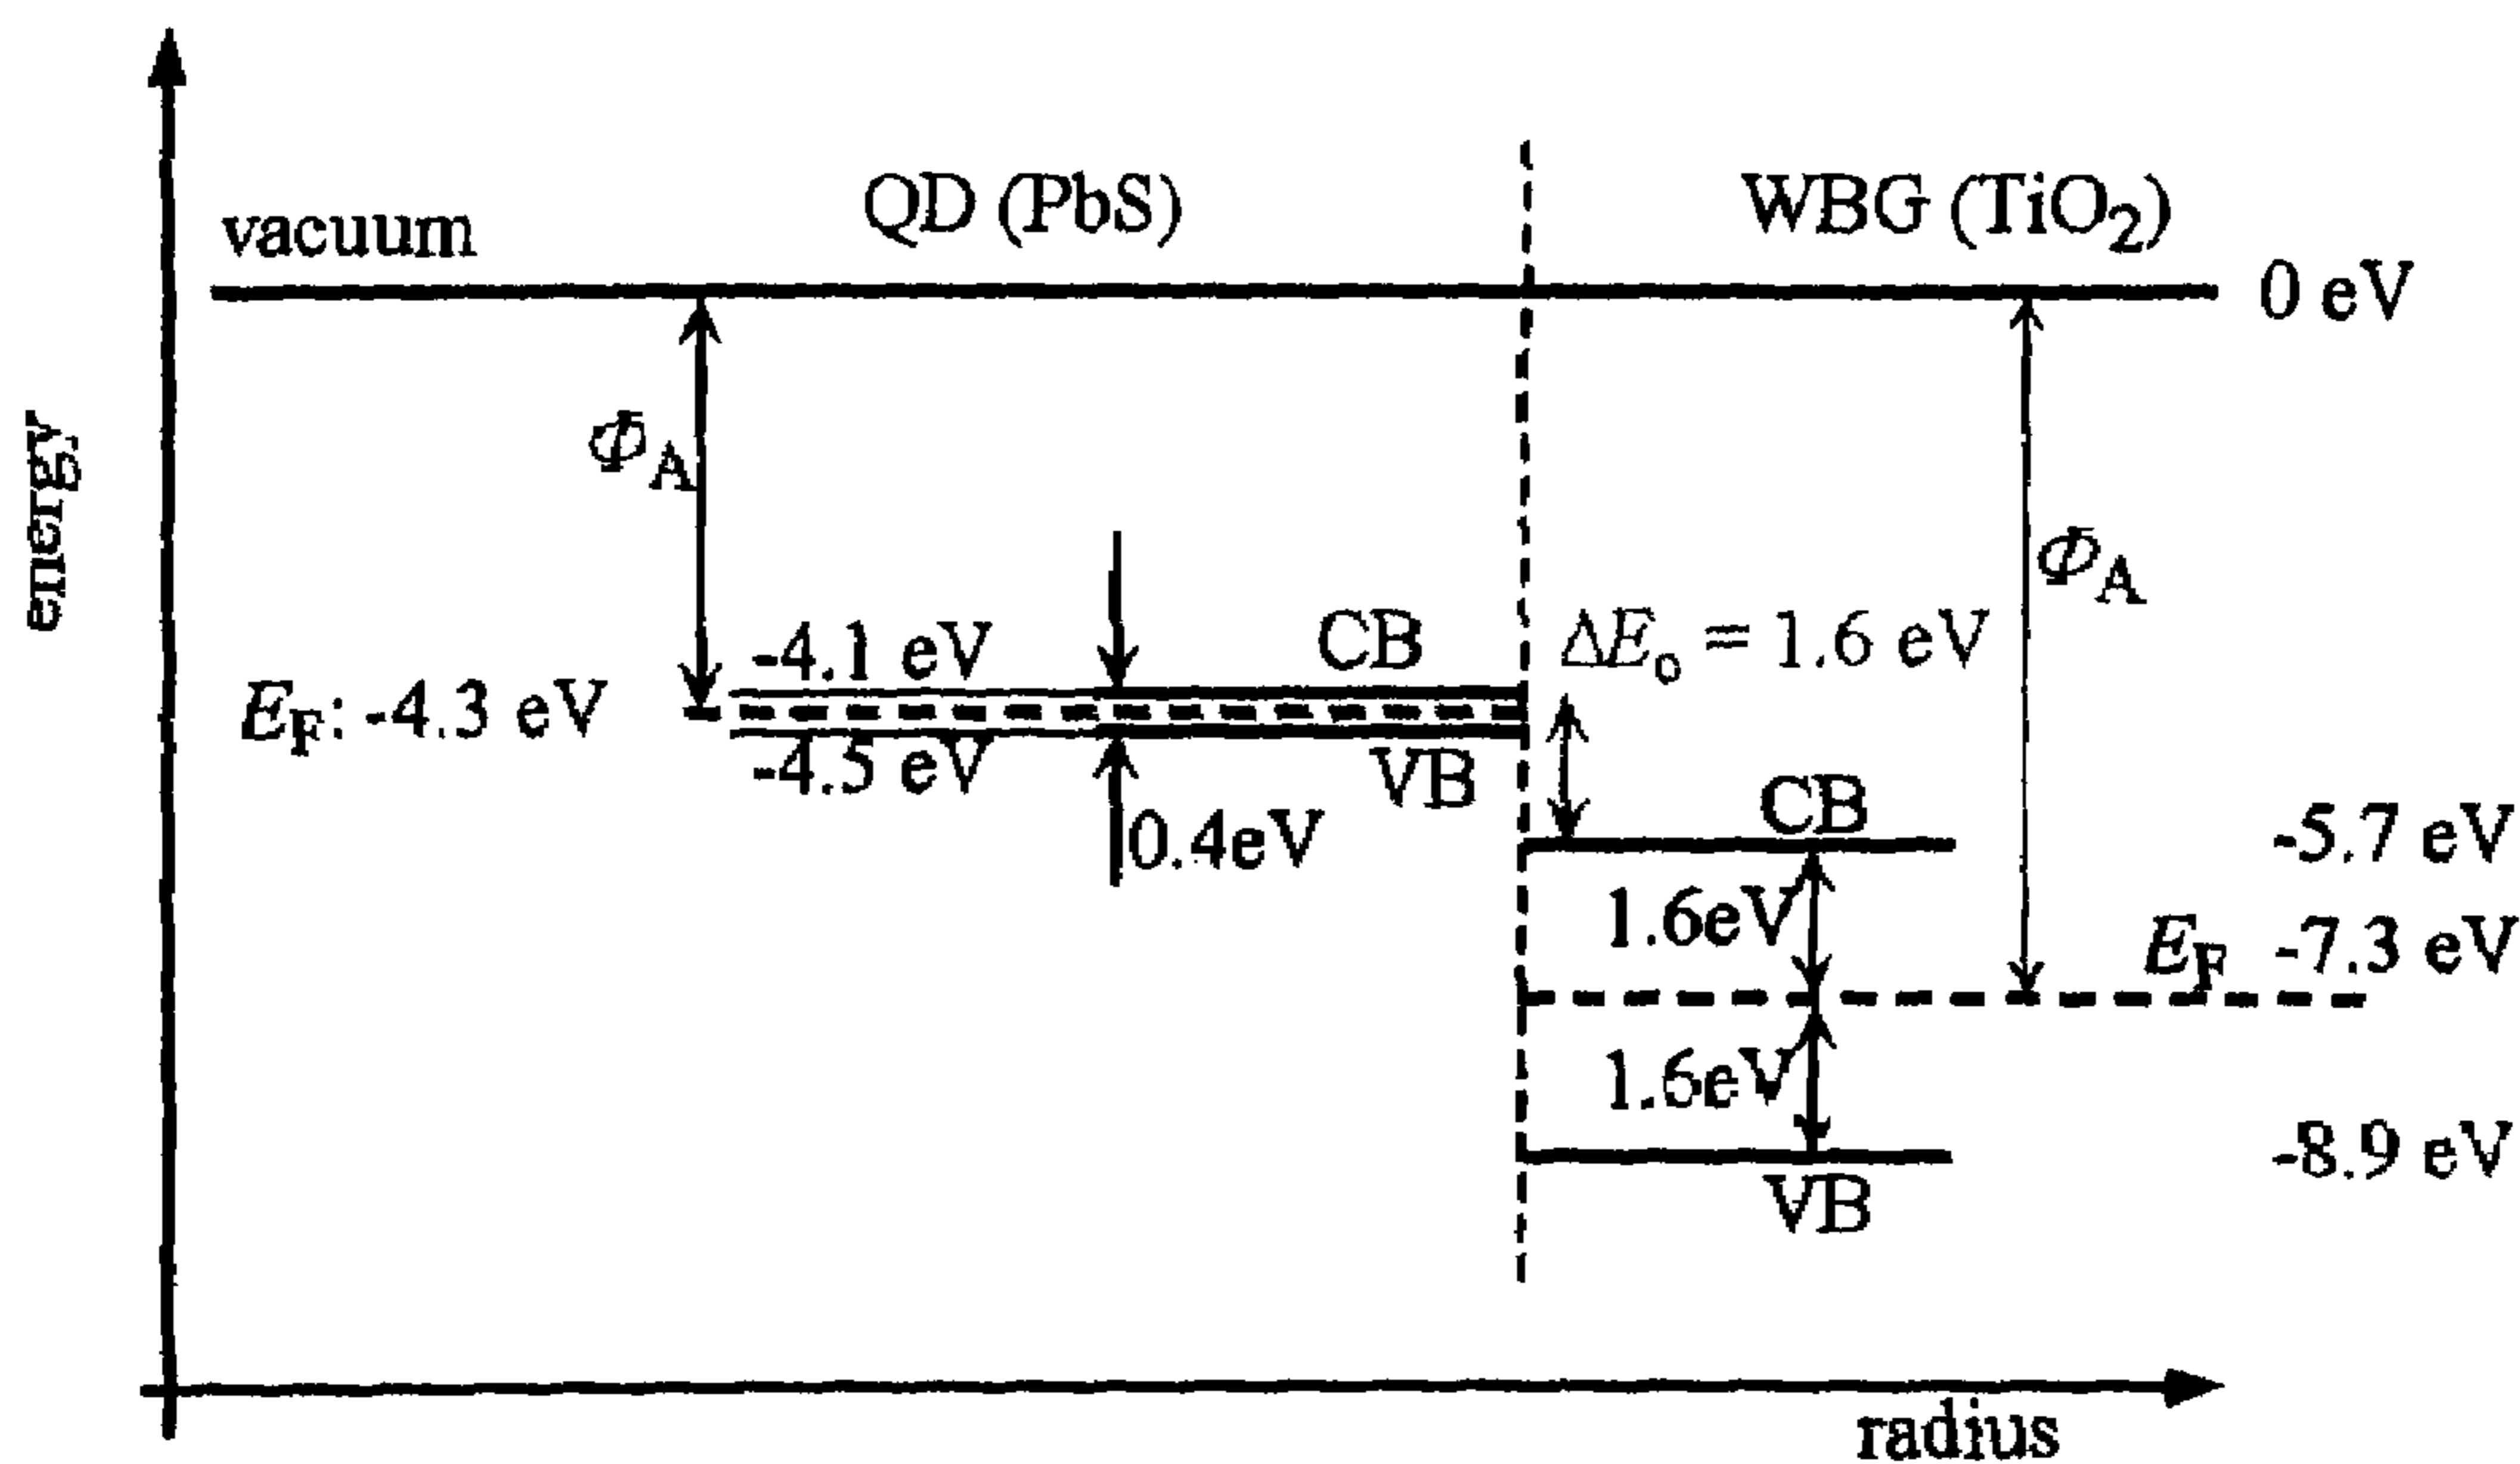 QD (PbS)
WBG (TiO2)
vacuum
0 eV
energy
ΦA
ΦA
-4.1 eV
CB
ΔEo = 1.6 eV
EF: -4.3 eV
-4.5 eV
VB
0.4eV
CB
-5.7 eV
1.6eV
EF -7.3 eV
1.6eV
-8.9 eV
VB
radius